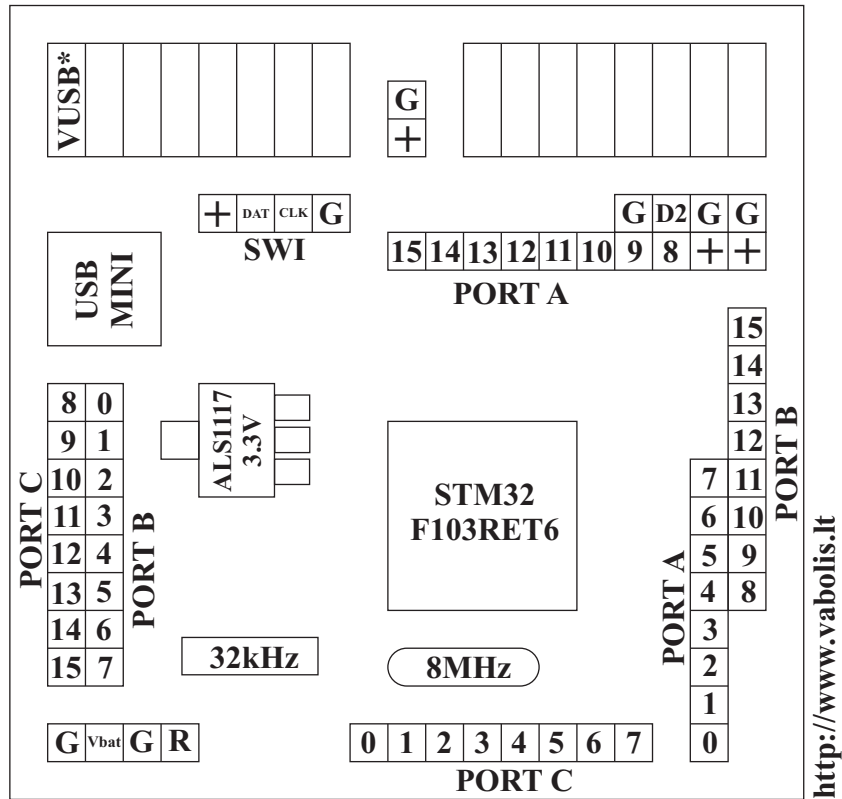 VUSB*
G
+
+ DAT CLK G
SWI
G D2 G G
15 14 13 12 11 10 9 8 + +
PORT A
USB
MINI
15
14
13
12
7 11
6 10
5 9
4 8
3
2
1
0
PORT B
PORT A
8 0
9 1
10 2
11 3
12 4
13 5
14 6
15 7
PORT C
PORT B
ALS1117
3.3V
STM32
F103RET6
32kHz
8MHz
G Vbat G R
0 1 2 3 4 5 6 7
PORT C
http://www.vabolis.lt